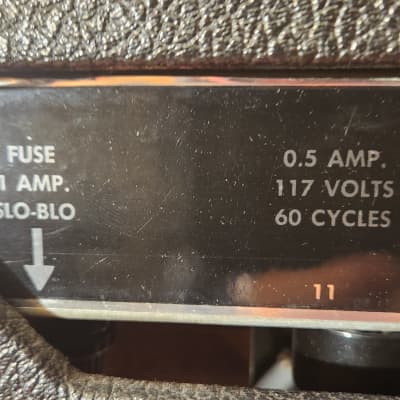 FUSE
1 AMP.
SLO-BLO
0.5 AMP.
117 VOLTS
60 CYCLES
11